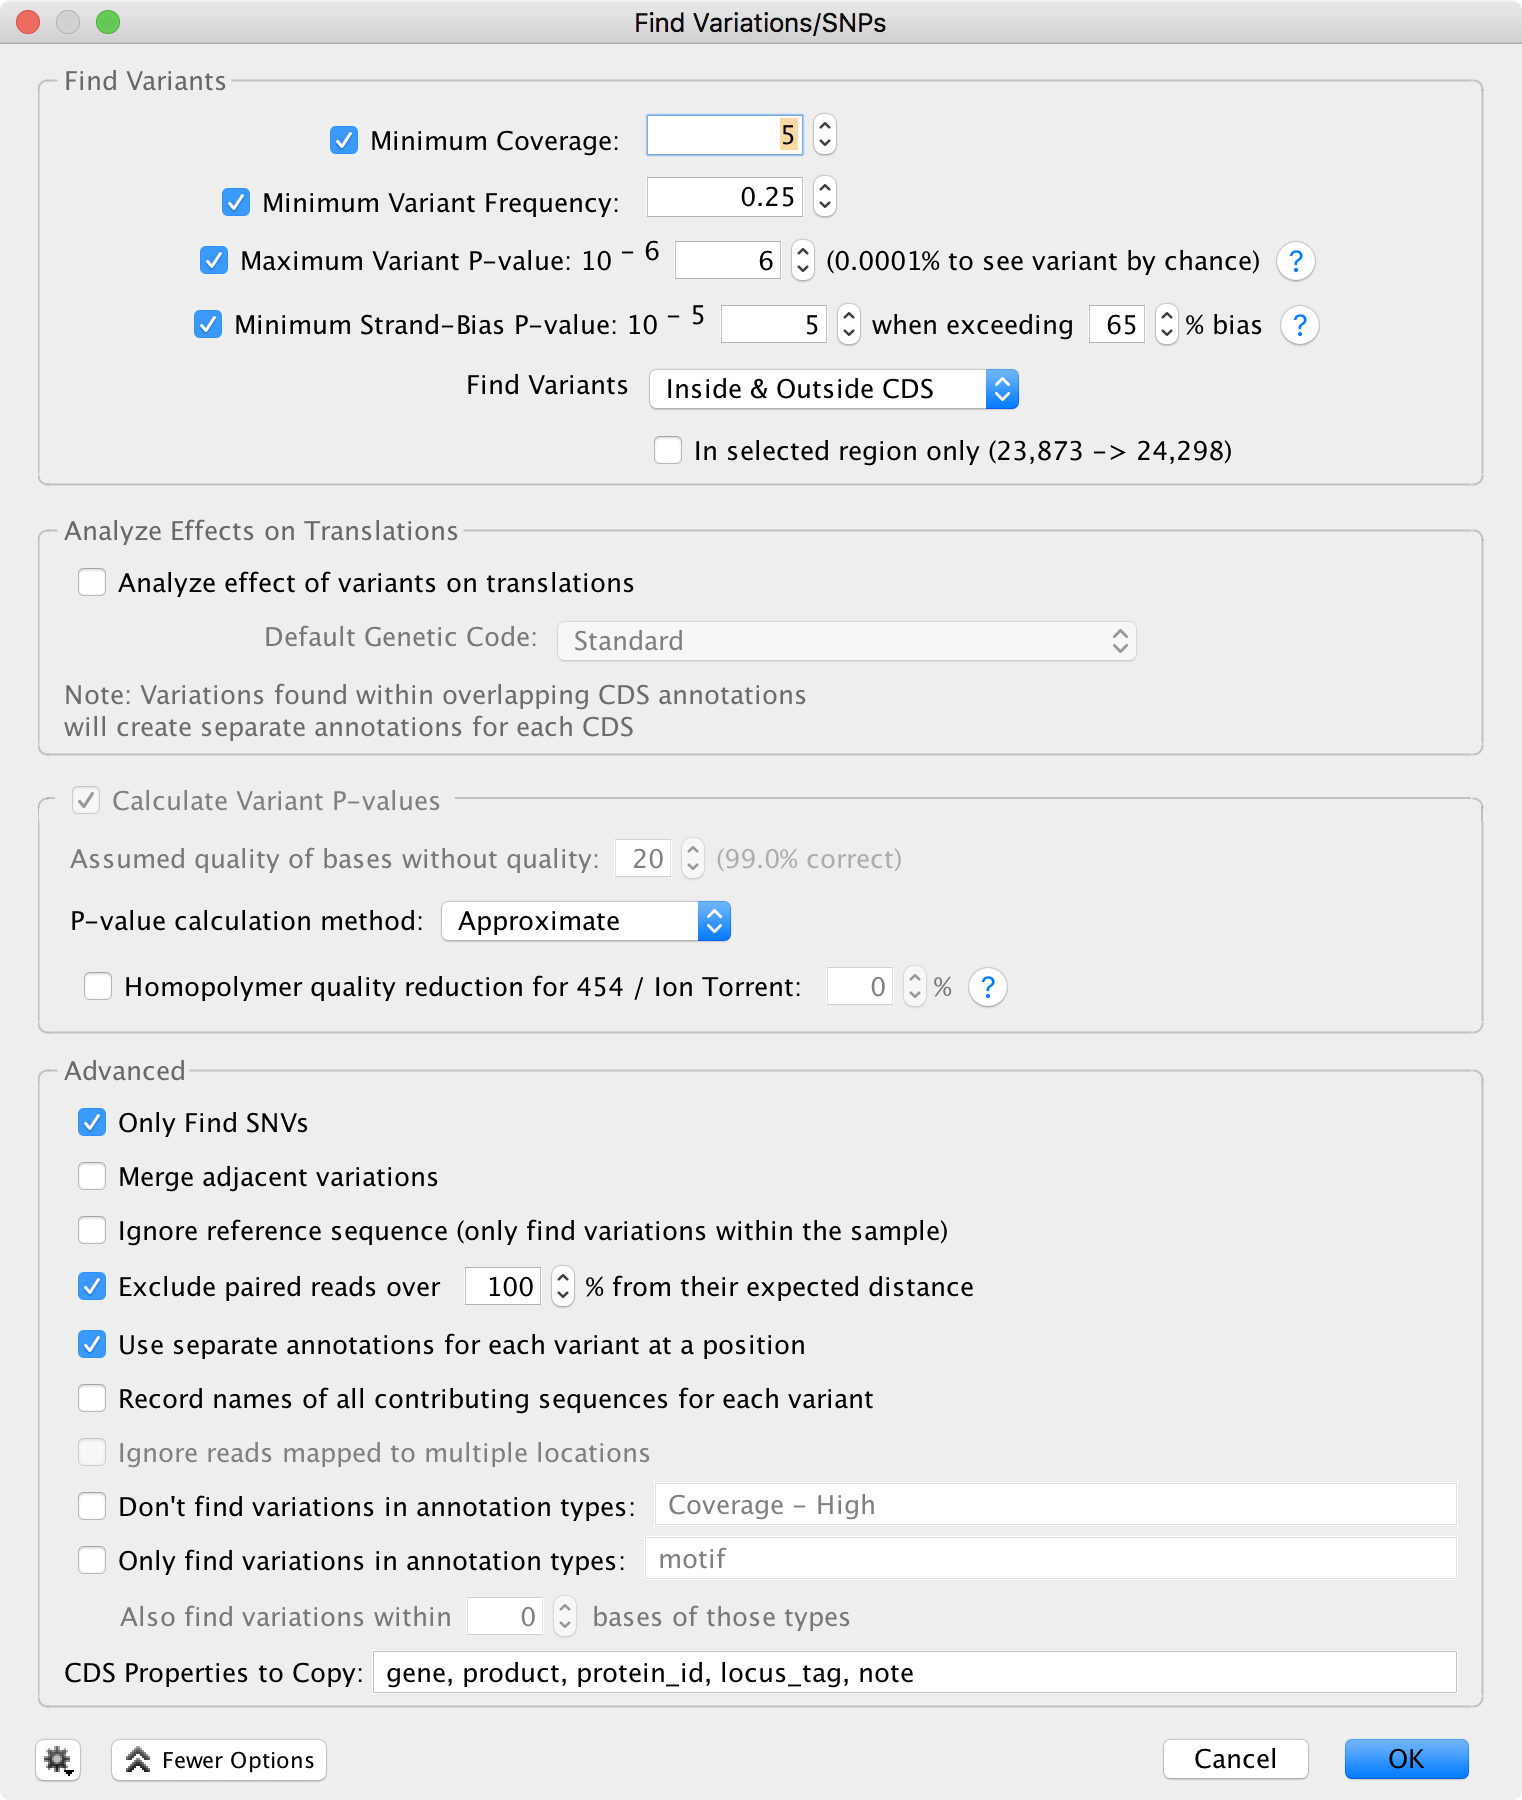 Find Variations/SNPs
Find Variants
Minimum Coverage: 5
Minimum Variant Frequency: 0.25
Maximum Variant P-value: 10 - 6 6 (0.0001% to see variant by chance) ?
Minimum Strand-Bias P-value: 10 - 5 5 when exceeding 65 % bias ?
Find Variants Inside & Outside CDS
In selected region only (23,873 -> 24,298)
Analyze Effects on Translations
Analyze effect of variants on translations
Default Genetic Code: Standard
Note: Variations found within overlapping CDS annotations
will create separate annotations for each CDS
Calculate Variant P-values
Assumed quality of bases without quality: 20 (99.0% correct)
P-value calculation method: Approximate
Homopolymer quality reduction for 454 / Ion Torrent: 0 % ?
Advanced
Only Find SNVs
Merge adjacent variations
Ignore reference sequence (only find variations within the sample)
Exclude paired reads over 100 % from their expected distance
Use separate annotations for each variant at a position
Record names of all contributing sequences for each variant
Ignore reads mapped to multiple locations
Don't find variations in annotation types: Coverage - High
Only find variations in annotation types: motif
Also find variations within 0 bases of those types
CDS Properties to Copy: gene, product, protein_id, locus_tag, note
Fewer Options Cancel OK